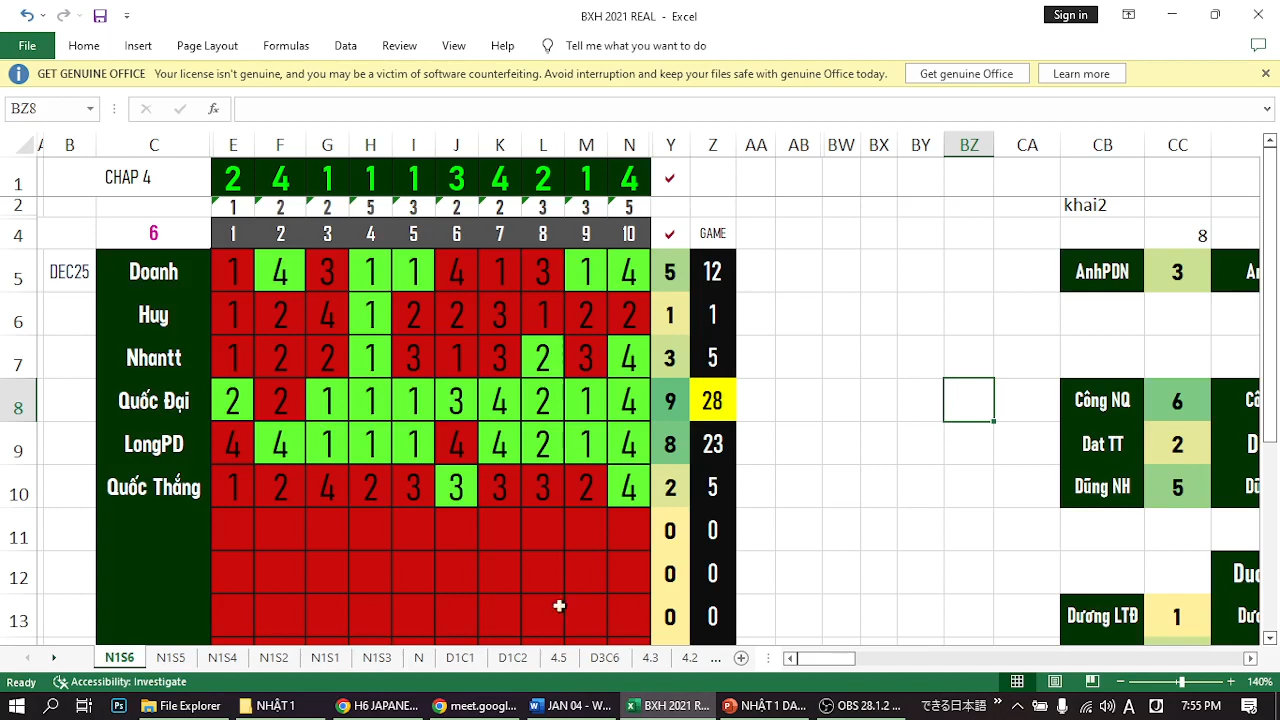 BXH 2021 REAL - Excel
Sign in
File Home Insert Page Layout Formulas Data Review View Help Tell me what you want to do
GET GENUINE OFFICE Your license isn't genuine, and you may be a victim of software counterfeiting. Avoid interruption and keep your files safe with genuine Office today. Get genuine Office Learn more
BZ8 fx
A B C E F G H I J K L M N Y Z AA AB BW BX BY BZ CA CB CC
1 CHAP 4 2 4 1 1 1 3 4 2 1 4 ✓
2 1 2 2 5 3 2 2 3 3 5 khai2
4 6 1 2 3 4 5 6 7 8 9 10 ✓ GAME 8
5 DEC25 Doanh 1 4 3 1 1 4 1 3 1 4 5 12 AnhPDN 3
6 Huy 1 2 4 1 2 2 3 1 2 2 1 1
7 Nhantt 1 2 2 1 3 1 3 2 3 4 3 5
8 Quốc Đại 2 2 1 1 1 3 4 2 1 4 9 28 Công NQ 6
9 LongPD 4 4 1 1 1 4 4 2 1 4 8 23 Dat TT 2
10 Quốc Thắng 1 2 4 2 3 3 3 3 2 4 2 5 Dũng NH 5
11 0 0
12 0 0
13 0 0 Dương LTĐ 1
N1S6 N1S5 N1S4 N1S2 N1S1 N1S3 N D1C1 D1C2 4.5 D3C6 4.3 4.2 ...
Ready Accessibility: Investigate 140%
File Explorer NHẬT 1 H6 JAPANE... meet.google... JAN 04 - W... BXH 2021 R... NHẬT1 DA... OBS 28.1.2 ... できる日本語 » A 7:55 PM